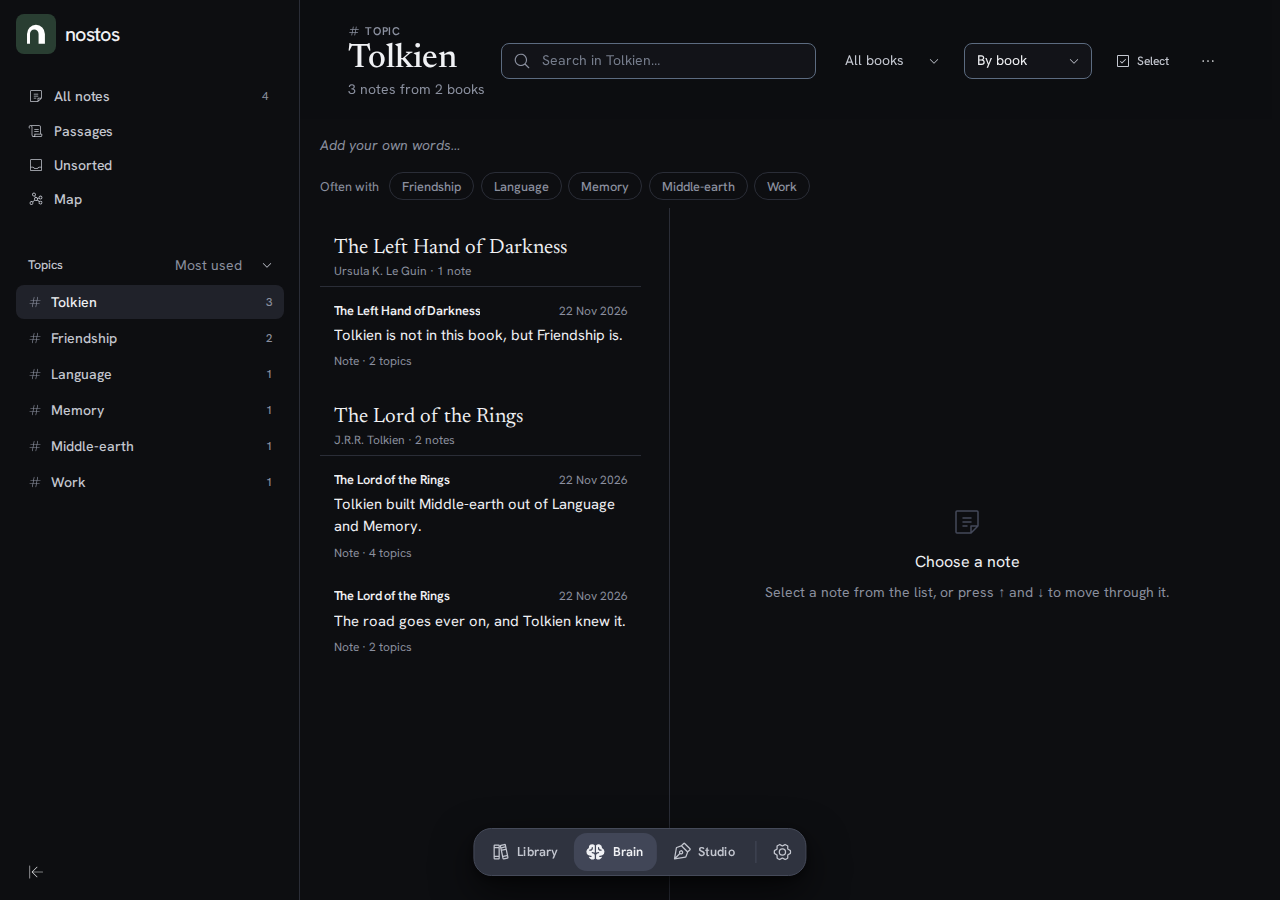 nostos
All notes 4
Passages
Unsorted
Map
Topics Most used
# Tolkien 3
# Friendship 2
# Language 1
# Memory 1
# Middle-earth 1
# Work 1
# TOPIC
Tolkien
3 notes from 2 books
Search in Tolkien...
All books
By book
Select
Add your own words...
Often with Friendship Language Memory Middle-earth Work
The Left Hand of Darkness
Ursula K. Le Guin · 1 note
The Left Hand of Darkness 22 Nov 2026
Tolkien is not in this book, but Friendship is.
Note · 2 topics
The Lord of the Rings
J.R.R. Tolkien · 2 notes
The Lord of the Rings 22 Nov 2026
Tolkien built Middle-earth out of Language
and Memory.
Note · 4 topics
The Lord of the Rings 22 Nov 2026
The road goes ever on, and Tolkien knew it.
Note · 2 topics
Choose a note
Select a note from the list, or press ↑ and ↓ to move through it.
Library Brain Studio